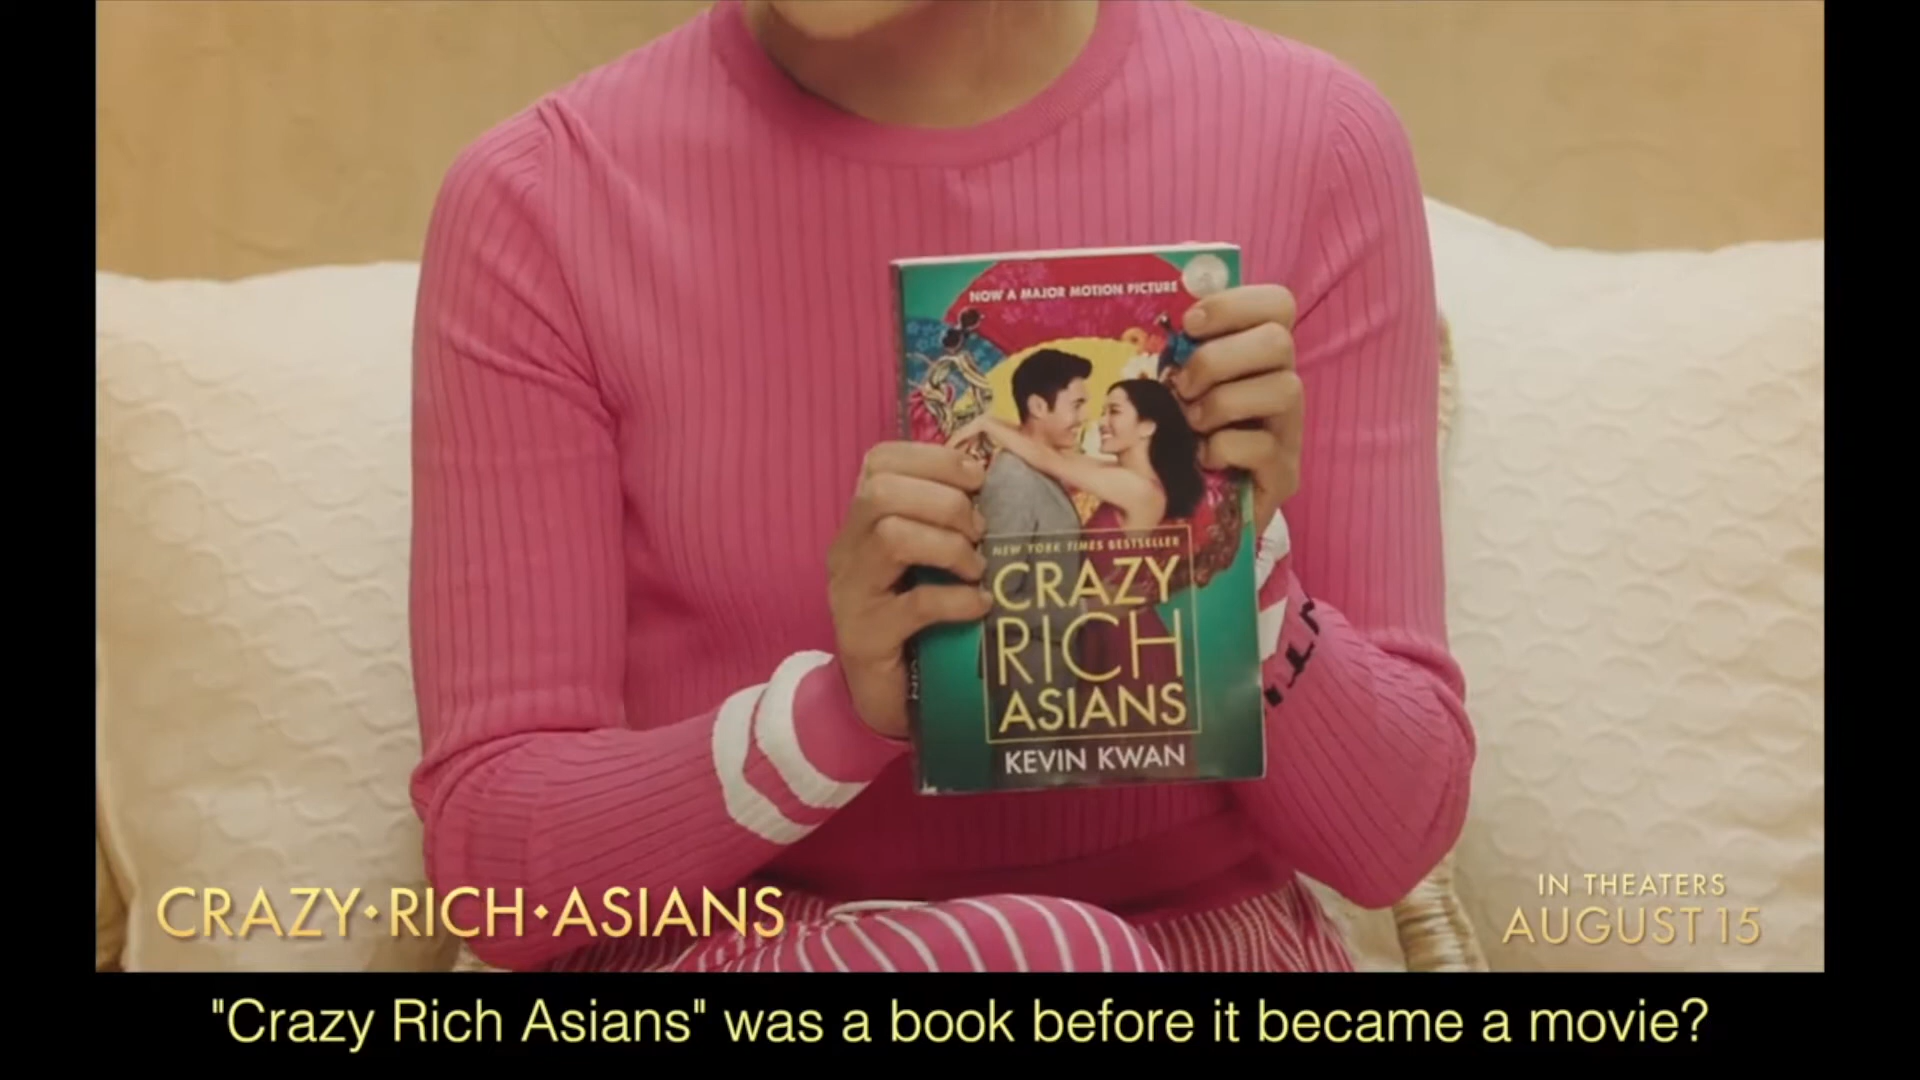 NOW A MAJOR MOTION PICTURE
NEW YORK TIMES BESTSELLER
CRAZY
RICH
ASIANS
KEVIN KWAN
CRAZY·RICH·ASIANS
IN THEATERS
AUGUST 15
"Crazy Rich Asians" was a book before it became a movie?